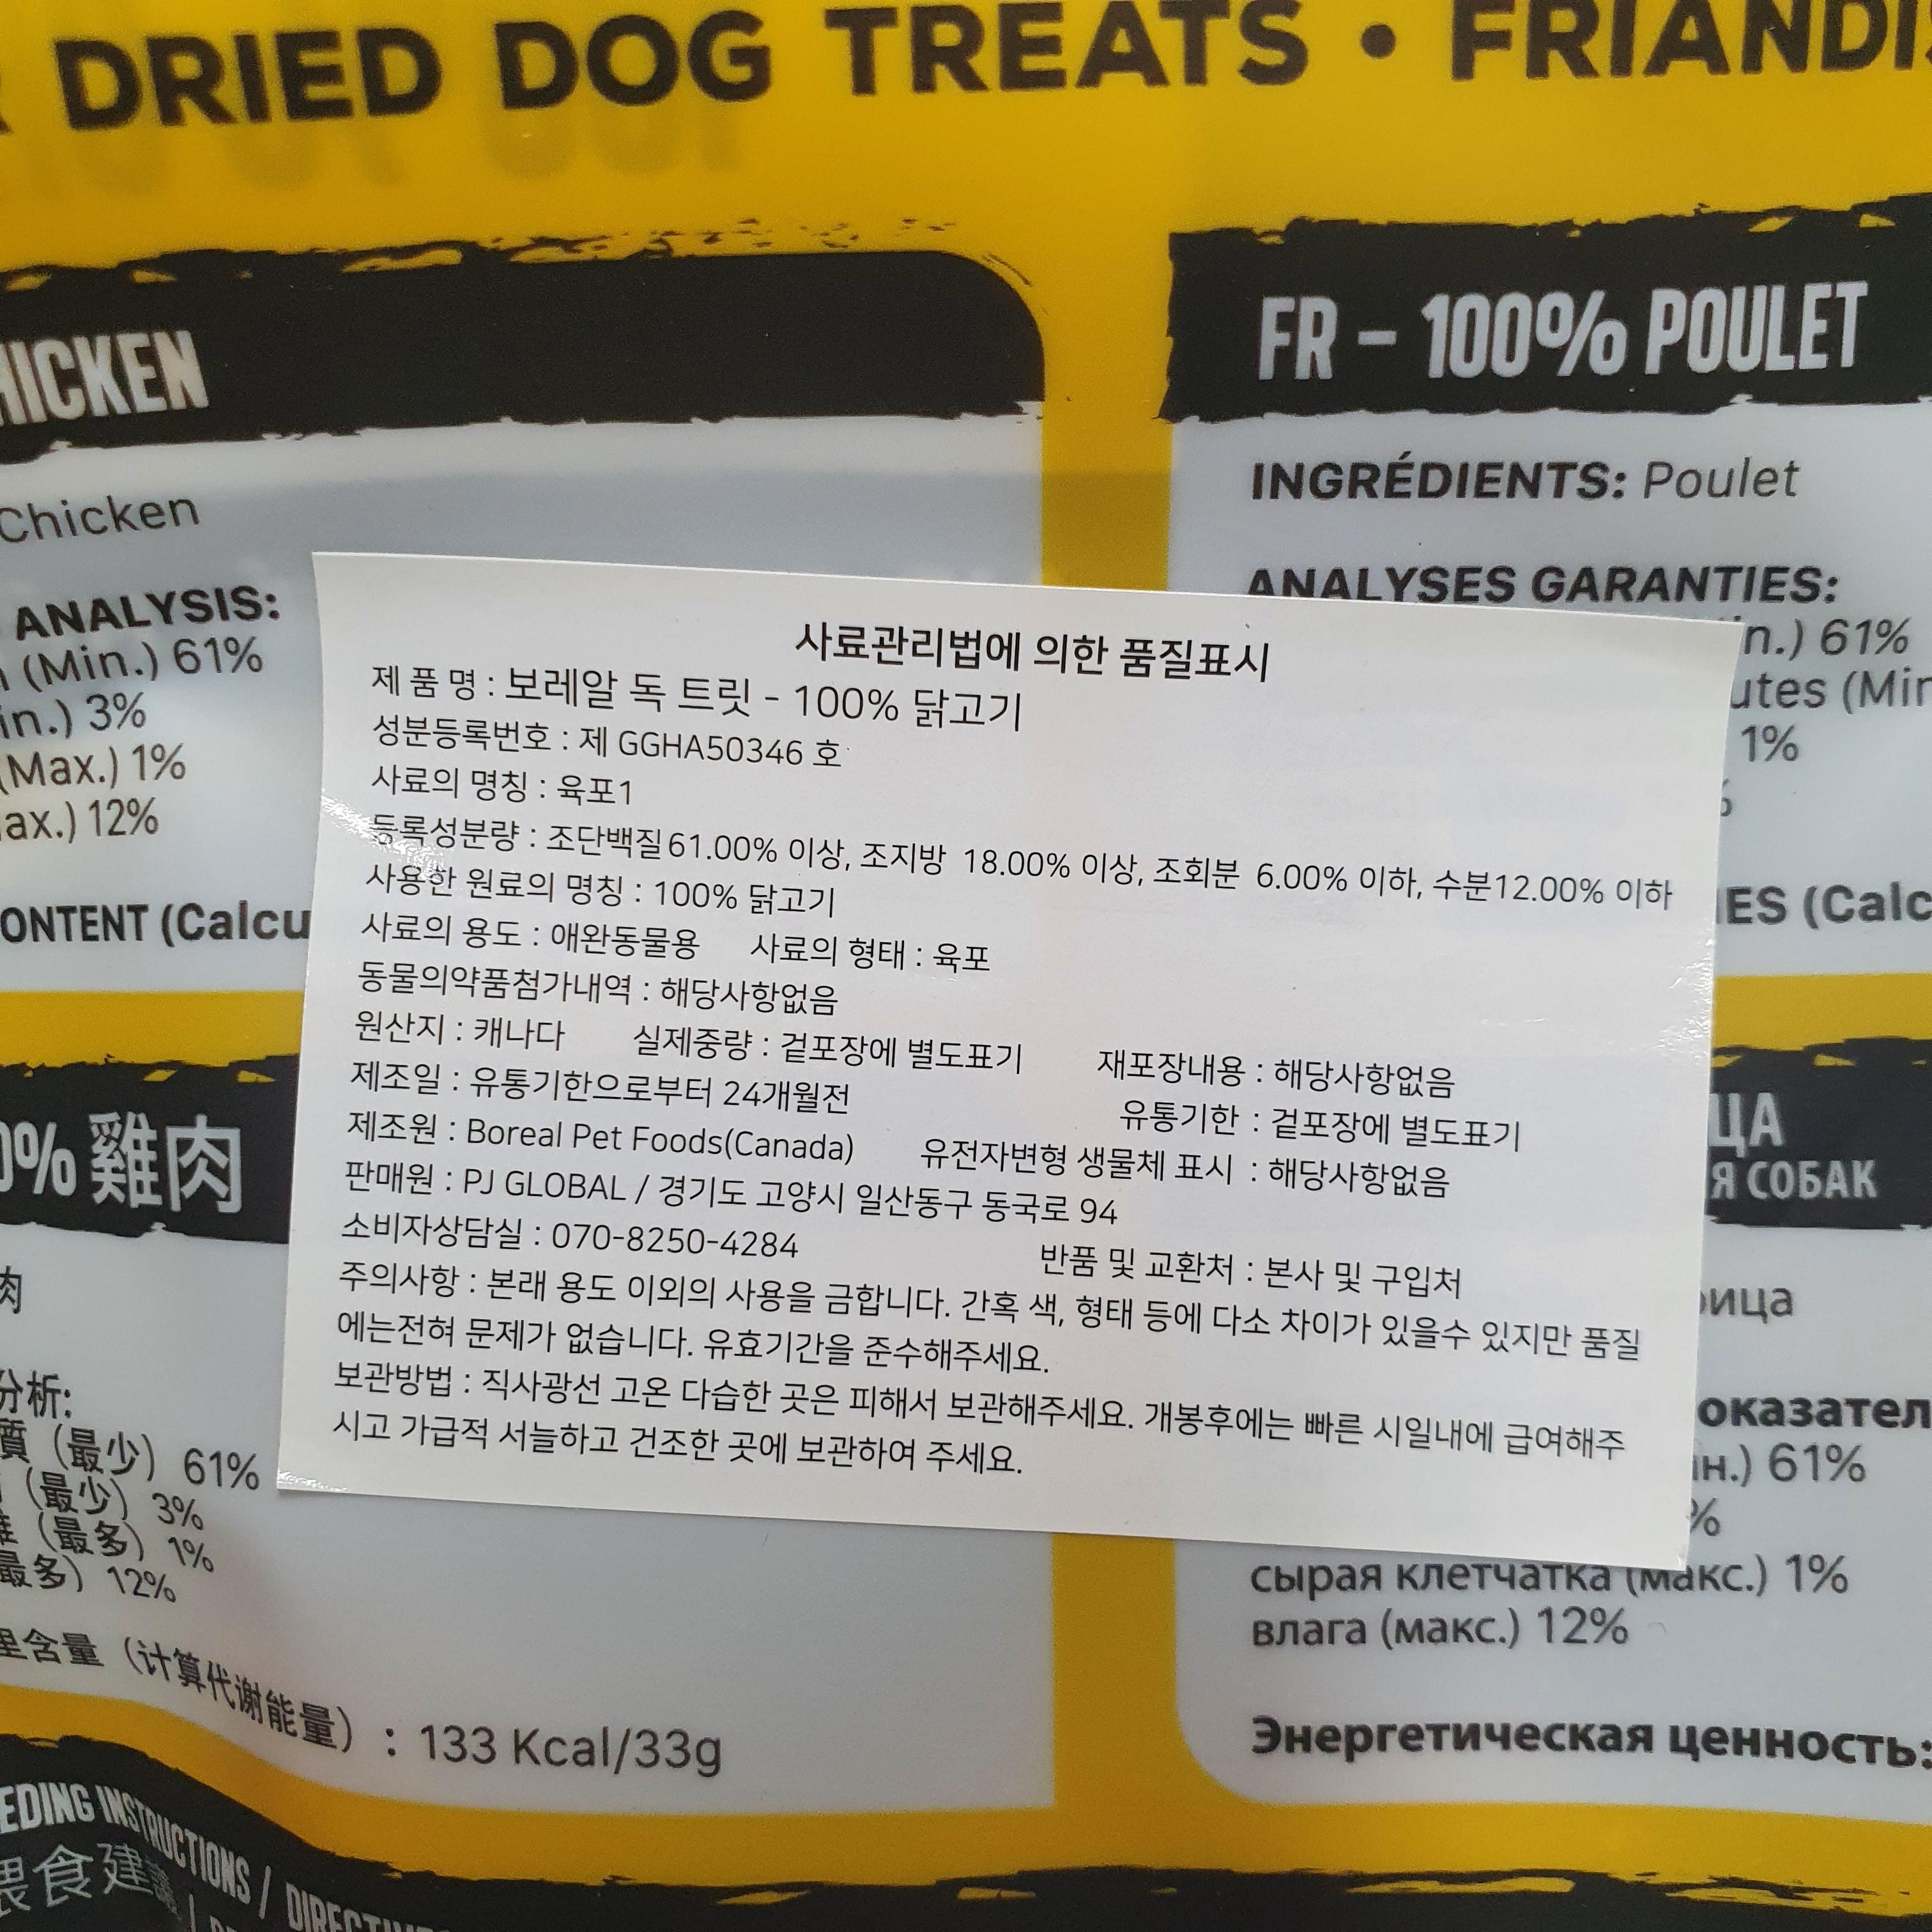 DRIED DOG TREATS • FRIANDI
HICKEN
Chicken
ANALYSIS:
(Min.) 61%
in.) 3%
(Max.) 1%
ax.) 12%
ONTENT (Calcu
FR – 100% POULET
INGRÉDIENTS: Poulet
ANALYSES GARANTIES:
in.) 61%
utes (Min
1%
IES (Calc
사료관리법에 의한 품질표시
제 품 명 : 보레알 독 트릿 - 100% 닭고기
성분등록번호 : 제 GGHA50346 호
사료의 명칭 : 육포1
등록성분량 : 조단백질61.00% 이상, 조지방 18.00% 이상, 조회분 6.00% 이하, 수분12.00% 이하
사용한 원료의 명칭 : 100% 닭고기
사료의 용도 : 애완동물용 사료의 형태 : 육포
동물의약품첨가내역 : 해당사항없음
원산지 : 캐나다 실제중량 : 겉포장에 별도표기 재포장내용 : 해당사항없음
제조일 : 유통기한으로부터 24개월전 유통기한 : 겉포장에 별도표기
제조원 : Boreal Pet Foods(Canada) 유전자변형 생물체 표시 : 해당사항없음
판매원 : PJ GLOBAL / 경기도 고양시 일산동구 동국로 94
소비자상담실 : 070-8250-4284 반품 및 교환처 : 본사 및 구입처
주의사항 : 본래 용도 이외의 사용을 금합니다. 간혹 색, 형태 등에 다소 차이가 있을수 있지만 품질
에는전혀 문제가 없습니다. 유효기간을 준수해주세요.
보관방법 : 직사광선 고온 다습한 곳은 피해서 보관해주세요. 개봉후에는 빠른 시일내에 급여해주
시고 가급적 서늘하고 건조한 곳에 보관하여 주세요.
0% 雞肉
肉
分析:
質（最少）61%
（最少）3%
（最多）1%
最多）12%
里含量（计算代谢能量）: 133 Kcal/33g
ЦА
Я СОБАК
рица
оказател
ин.) 61%
%
сырая клетчатка (макс.) 1%
влага (макс.) 12%
Энергетическая ценность:
EDING INSTRUCTIONS / DIRECTIVE
喂食建議